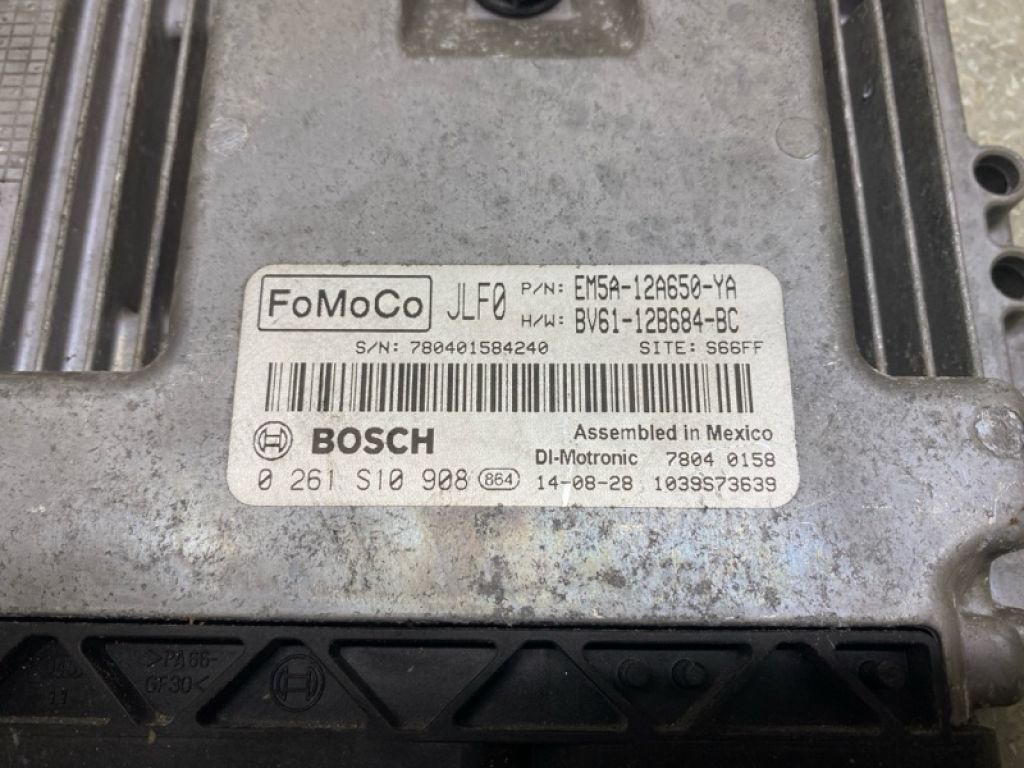 FoMoCo JLF0 P/N: EM5A-12A650-YA
H/W: BV61-12B684-BC
S/N: 780401584240 SITE: S66FF
BOSCH Assembled in Mexico
DI-Motronic 7804 0158
0 261 S10 908 864 14-08-28 1039S73639
>PA66-
GF30<
11